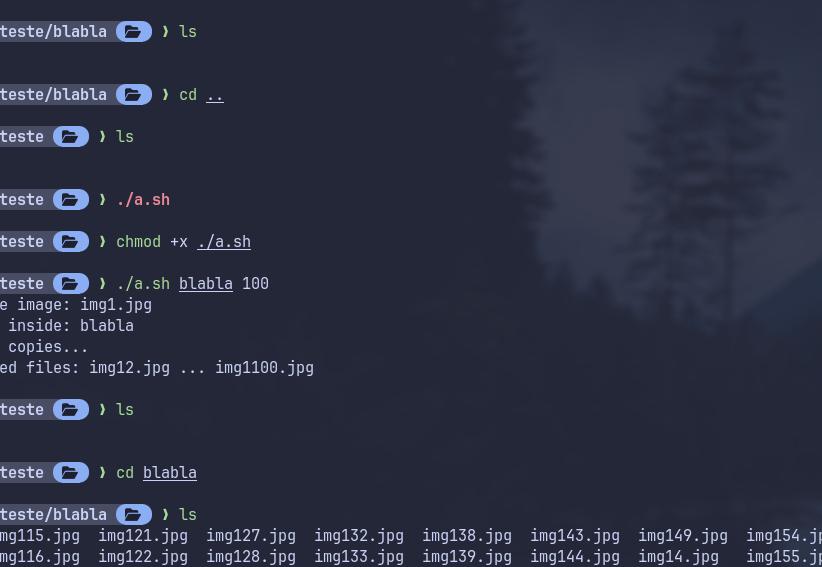 teste/blabla ❯ ls
teste/blabla ❯ cd ..
teste ❯ ls
teste ❯ ./a.sh
teste ❯ chmod +x ./a.sh
teste ❯ ./a.sh blabla 100
e image: img1.jpg
inside: blabla
copies...
ed files: img12.jpg ... img1100.jpg
teste ❯ ls
teste ❯ cd blabla
teste/blabla ❯ ls
mg115.jpg img121.jpg img127.jpg img132.jpg img138.jpg img143.jpg img149.jpg img154.jp
mg116.jpg img122.jpg img128.jpg img133.jpg img139.jpg img144.jpg img14.jpg img155.jp